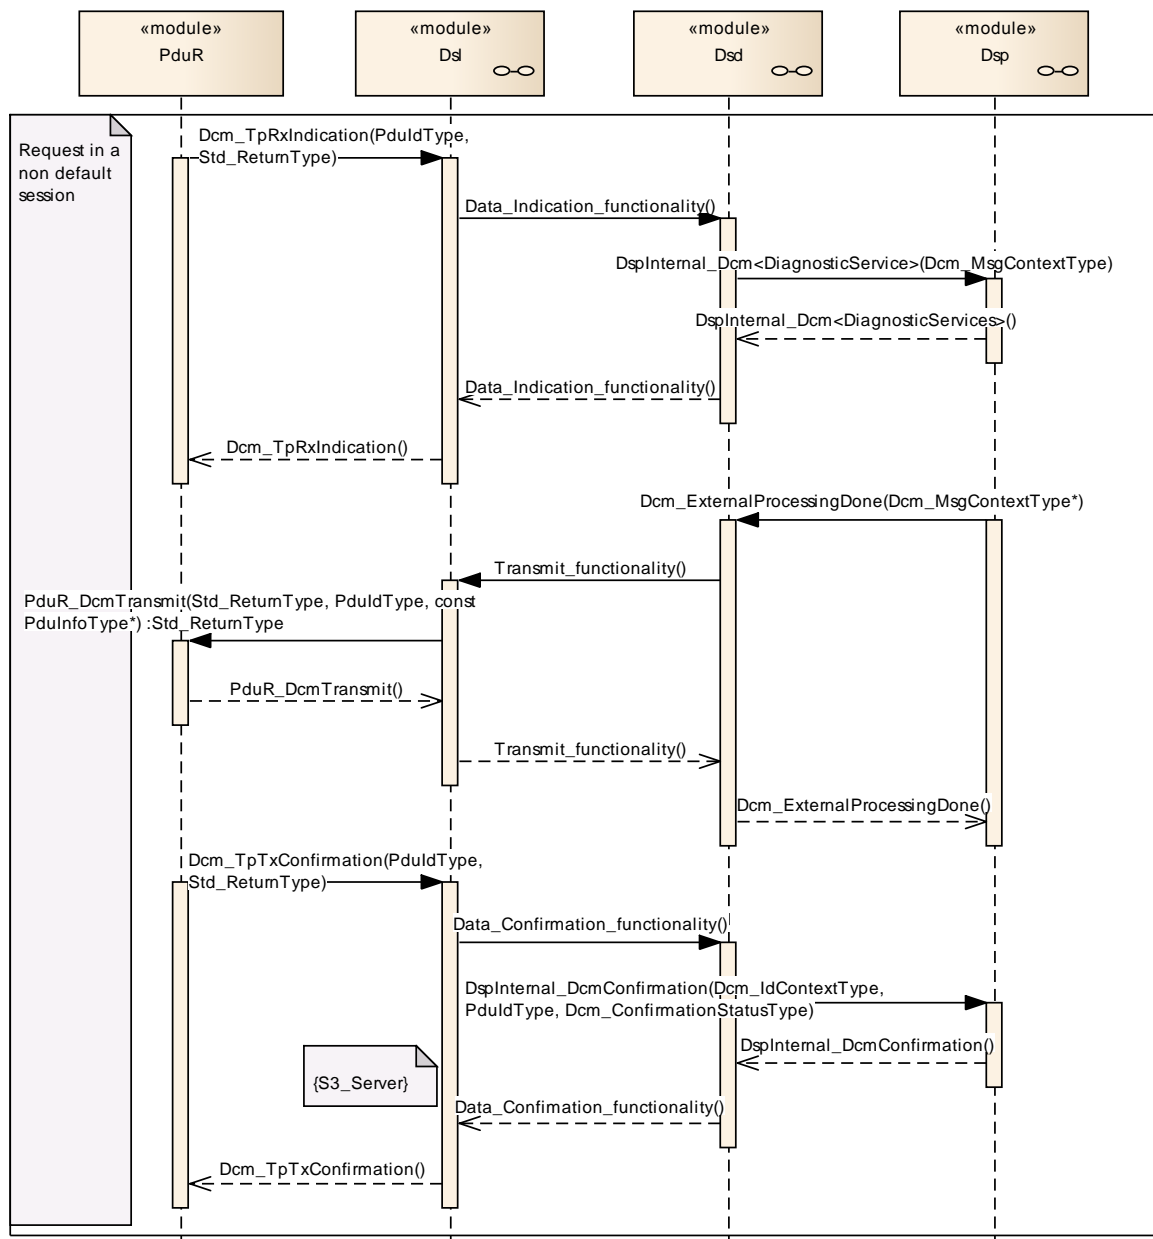 «module»
PduR
«module»
Dsl
«module»
Dsd
«module»
Dsp
Request in a
non default
session
Dcm_TpRxIndication(PduIdType,
Std_ReturnType)
Data_Indication_functionality()
DspInternal_Dcm<DiagnosticService>(Dcm_MsgContextType)
DspInternal_Dcm<DiagnosticServices>()
Data_Indication_functionality()
Dcm_TpRxIndication()
Dcm_ExternalProcessingDone(Dcm_MsgContextType*)
Transmit_functionality()
PduR_DcmTransmit(Std_ReturnType, PduIdType, const
PduInfoType*) :Std_ReturnType
PduR_DcmTransmit()
Transmit_functionality()
Dcm_ExternalProcessingDone()
Dcm_TpTxConfirmation(PduIdType,
Std_ReturnType)
Data_Confirmation_functionality()
DspInternal_DcmConfirmation(Dcm_IdContextType,
PduIdType, Dcm_ConfirmationStatusType)
DspInternal_DcmConfirmation()
{S3_Server}
Data_Confimation_functionality()
Dcm_TpTxConfirmation()